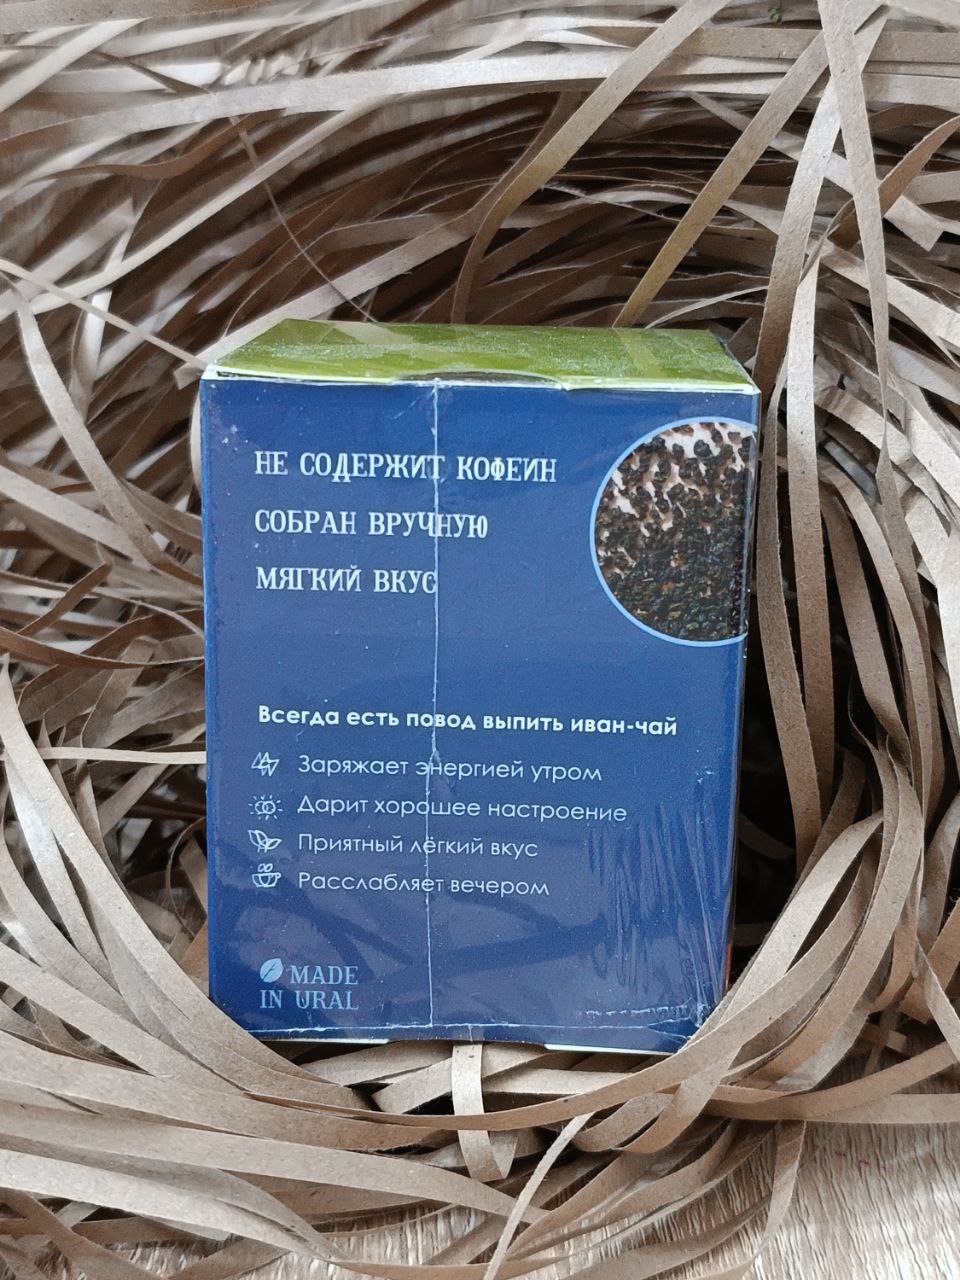 НЕ СОДЕРЖИТ КОФЕИН
СОБРАН ВРУЧНУЮ
МЯГКИЙ ВКУС
Всегда есть повод выпить иван-чай
Заряжает энергией утром
Дарит хорошее настроение
Приятный лёгкий вкус
Расслабляет вечером
MADE
IN URAL